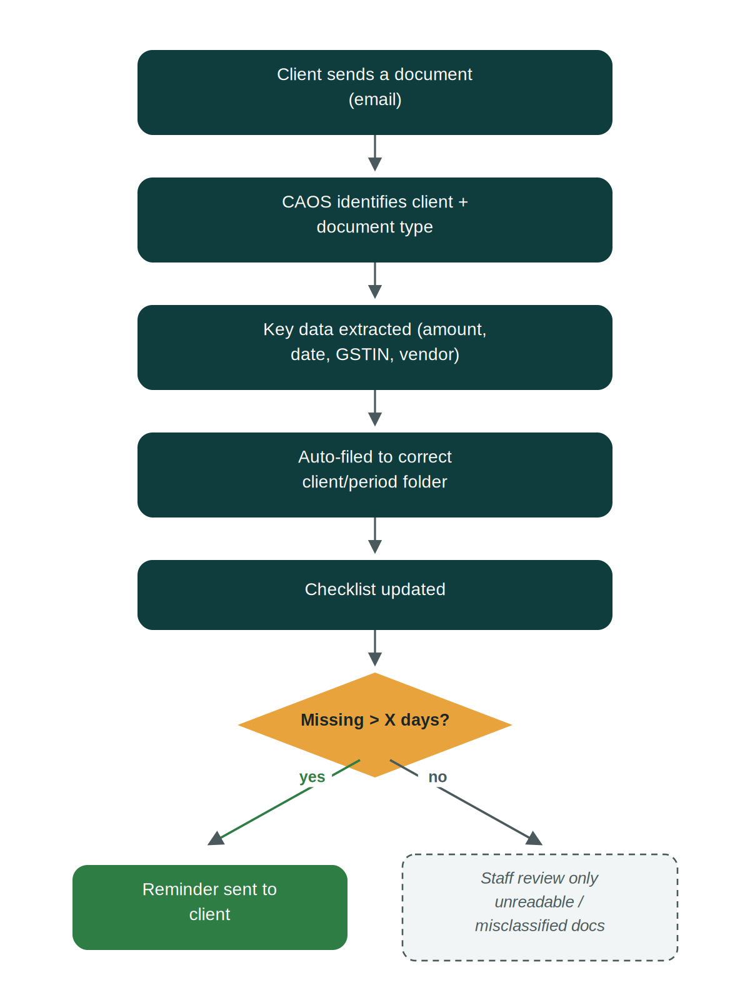 Client sends a document
(email)
CAOS identifies client +
document type
Key data extracted (amount,
date, GSTIN, vendor)
Auto-filed to correct
client/period folder
Checklist updated
Missing > X days?
yes
no
Reminder sent to
client
Staff review only
unreadable /
misclassified docs